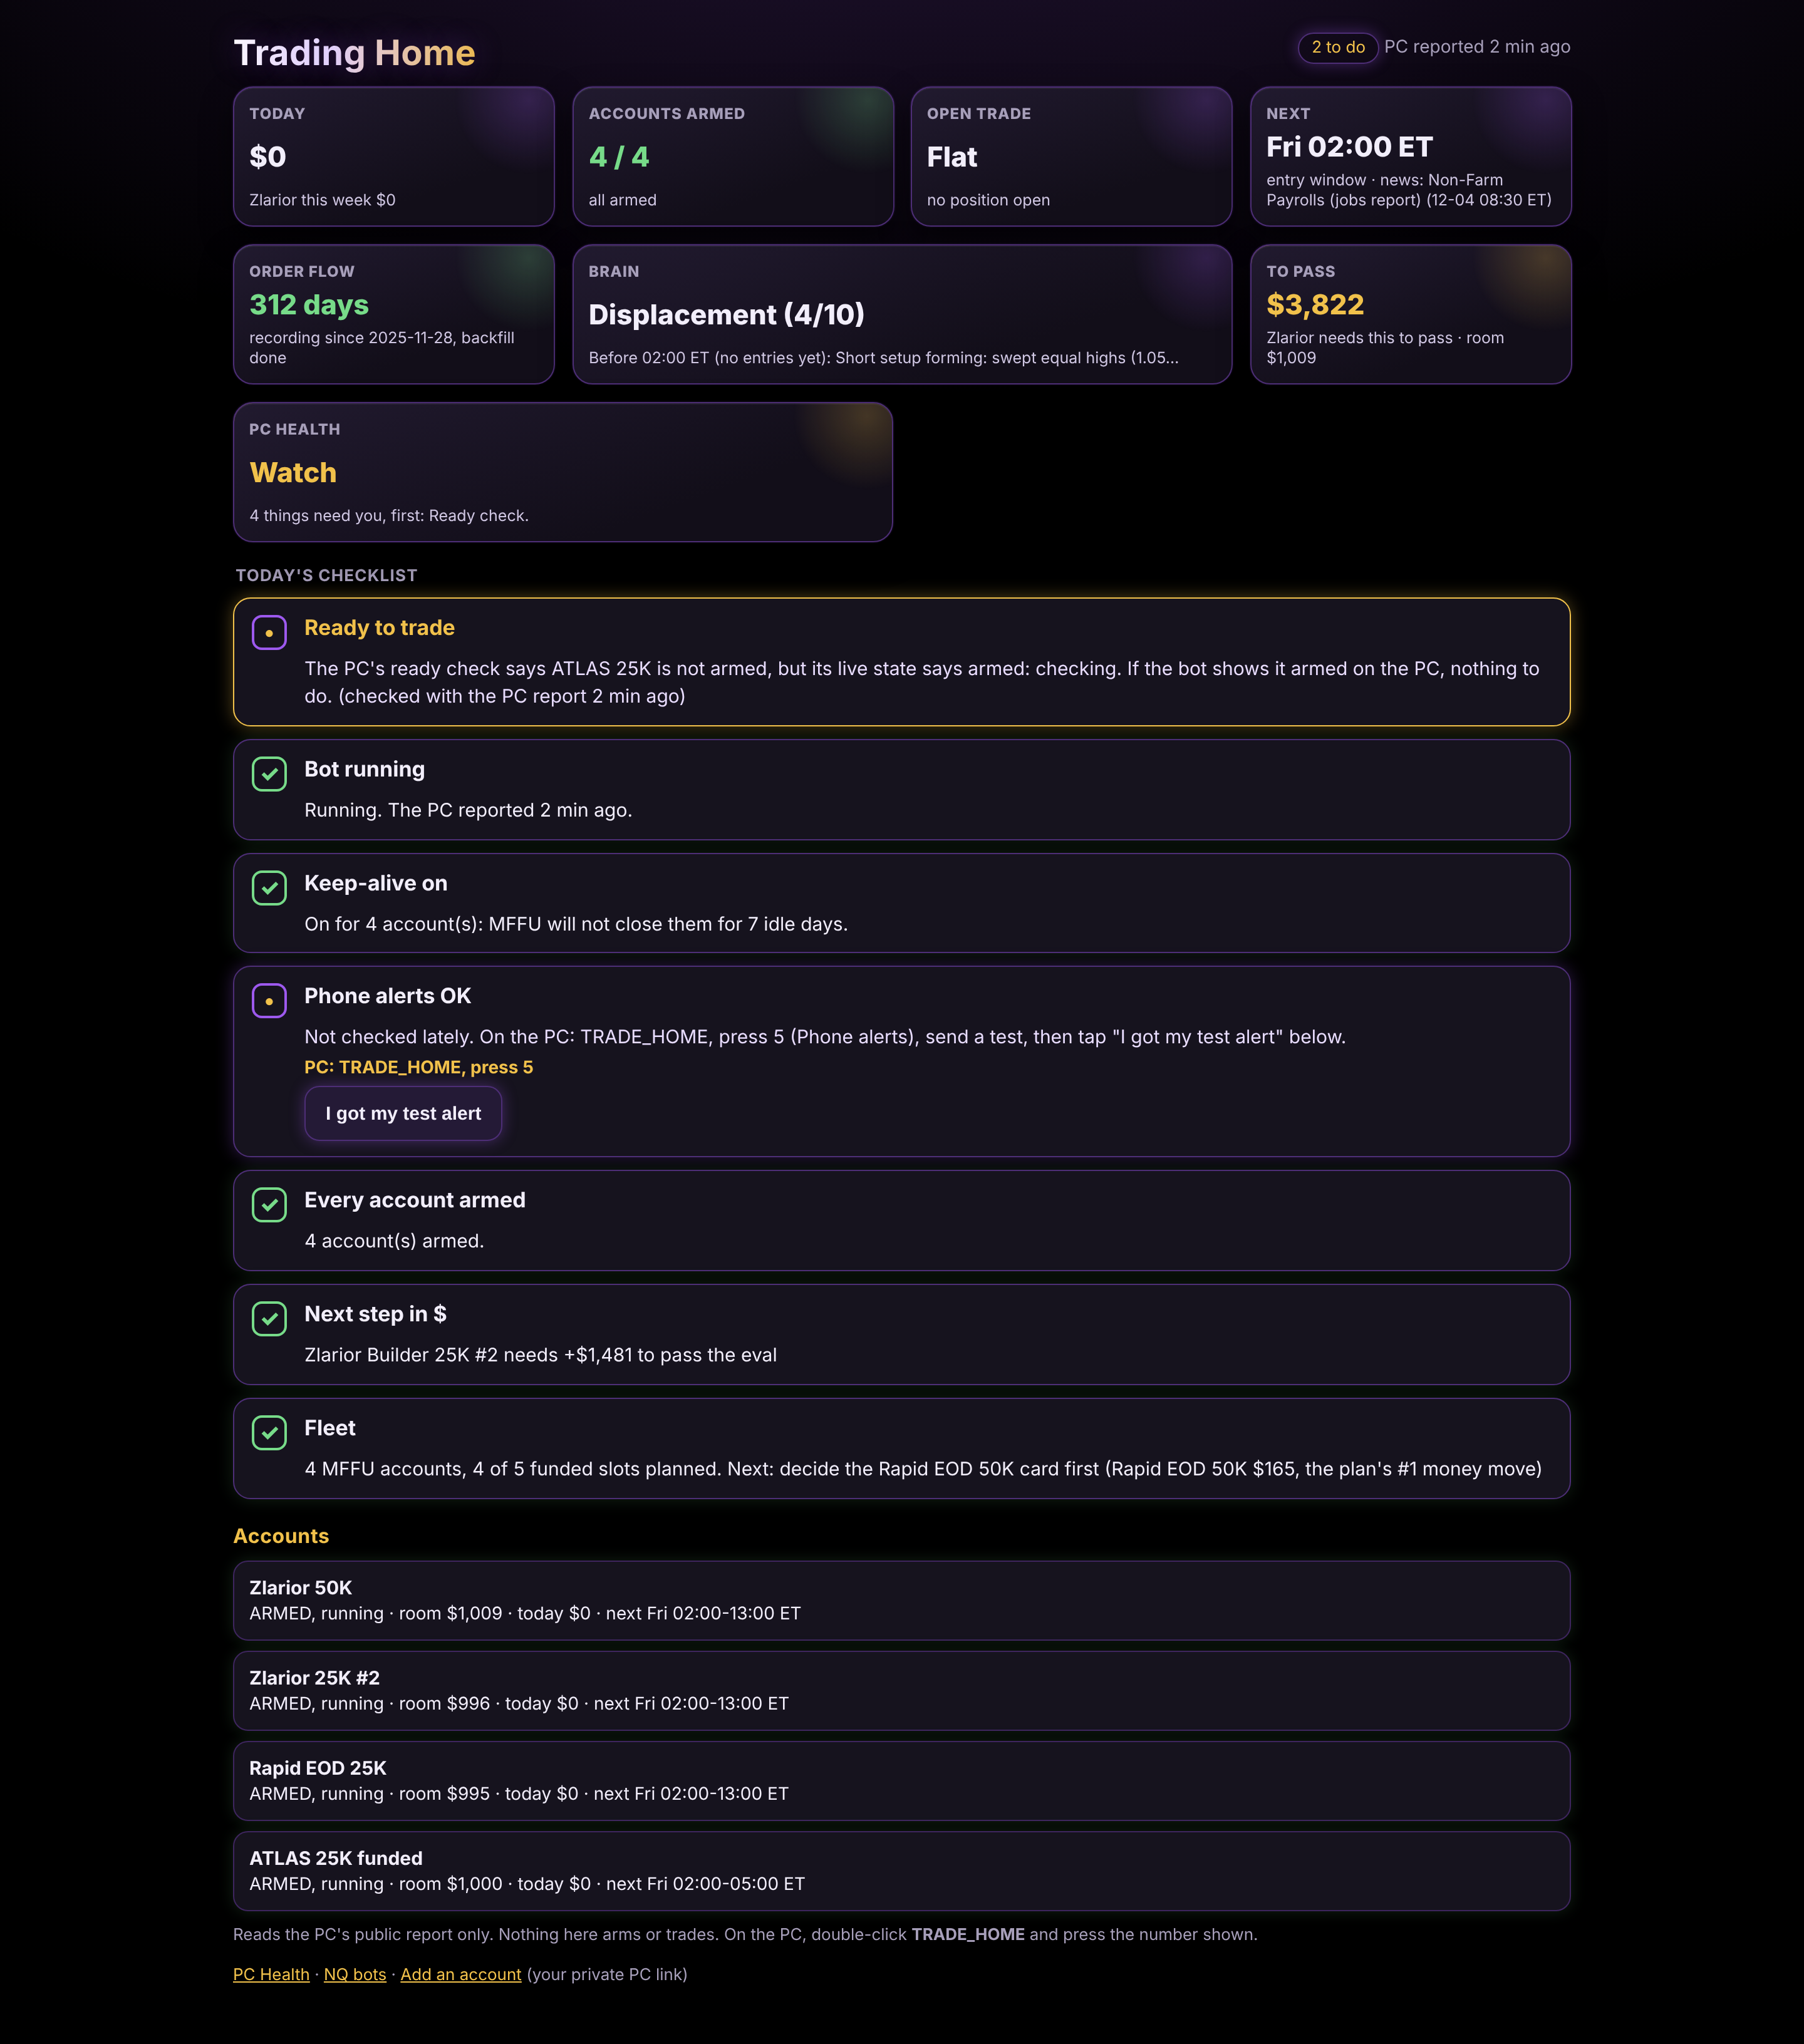 Trading Home
2 to do PC reported 2 min ago
TODAY
$0
Zlarior this week $0
ACCOUNTS ARMED
4 / 4
all armed
OPEN TRADE
Flat
no position open
NEXT
Fri 02:00 ET
entry window · news: Non-Farm
Payrolls (jobs report) (12-04 08:30 ET)
ORDER FLOW
312 days
recording since 2025-11-28, backfill
done
BRAIN
Displacement (4/10)
Before 02:00 ET (no entries yet): Short setup forming: swept equal highs (1.05...
TO PASS
$3,822
Zlarior needs this to pass · room
$1,009
PC HEALTH
Watch
4 things need you, first: Ready check.
TODAY'S CHECKLIST
Ready to trade
The PC's ready check says ATLAS 25K is not armed, but its live state says armed: checking. If the bot shows it armed on the PC, nothing to
do. (checked with the PC report 2 min ago)
Bot running
Running. The PC reported 2 min ago.
Keep-alive on
On for 4 account(s): MFFU will not close them for 7 idle days.
Phone alerts OK
Not checked lately. On the PC: TRADE_HOME, press 5 (Phone alerts), send a test, then tap "I got my test alert" below.
PC: TRADE_HOME, press 5
I got my test alert
Every account armed
4 account(s) armed.
Next step in $
Zlarior Builder 25K #2 needs +$1,481 to pass the eval
Fleet
4 MFFU accounts, 4 of 5 funded slots planned. Next: decide the Rapid EOD 50K card first (Rapid EOD 50K $165, the plan's #1 money move)
Accounts
Zlarior 50K
ARMED, running · room $1,009 · today $0 · next Fri 02:00-13:00 ET
Zlarior 25K #2
ARMED, running · room $996 · today $0 · next Fri 02:00-13:00 ET
Rapid EOD 25K
ARMED, running · room $995 · today $0 · next Fri 02:00-13:00 ET
ATLAS 25K funded
ARMED, running · room $1,000 · today $0 · next Fri 02:00-05:00 ET
Reads the PC's public report only. Nothing here arms or trades. On the PC, double-click TRADE_HOME and press the number shown.
PC Health · NQ bots · Add an account (your private PC link)